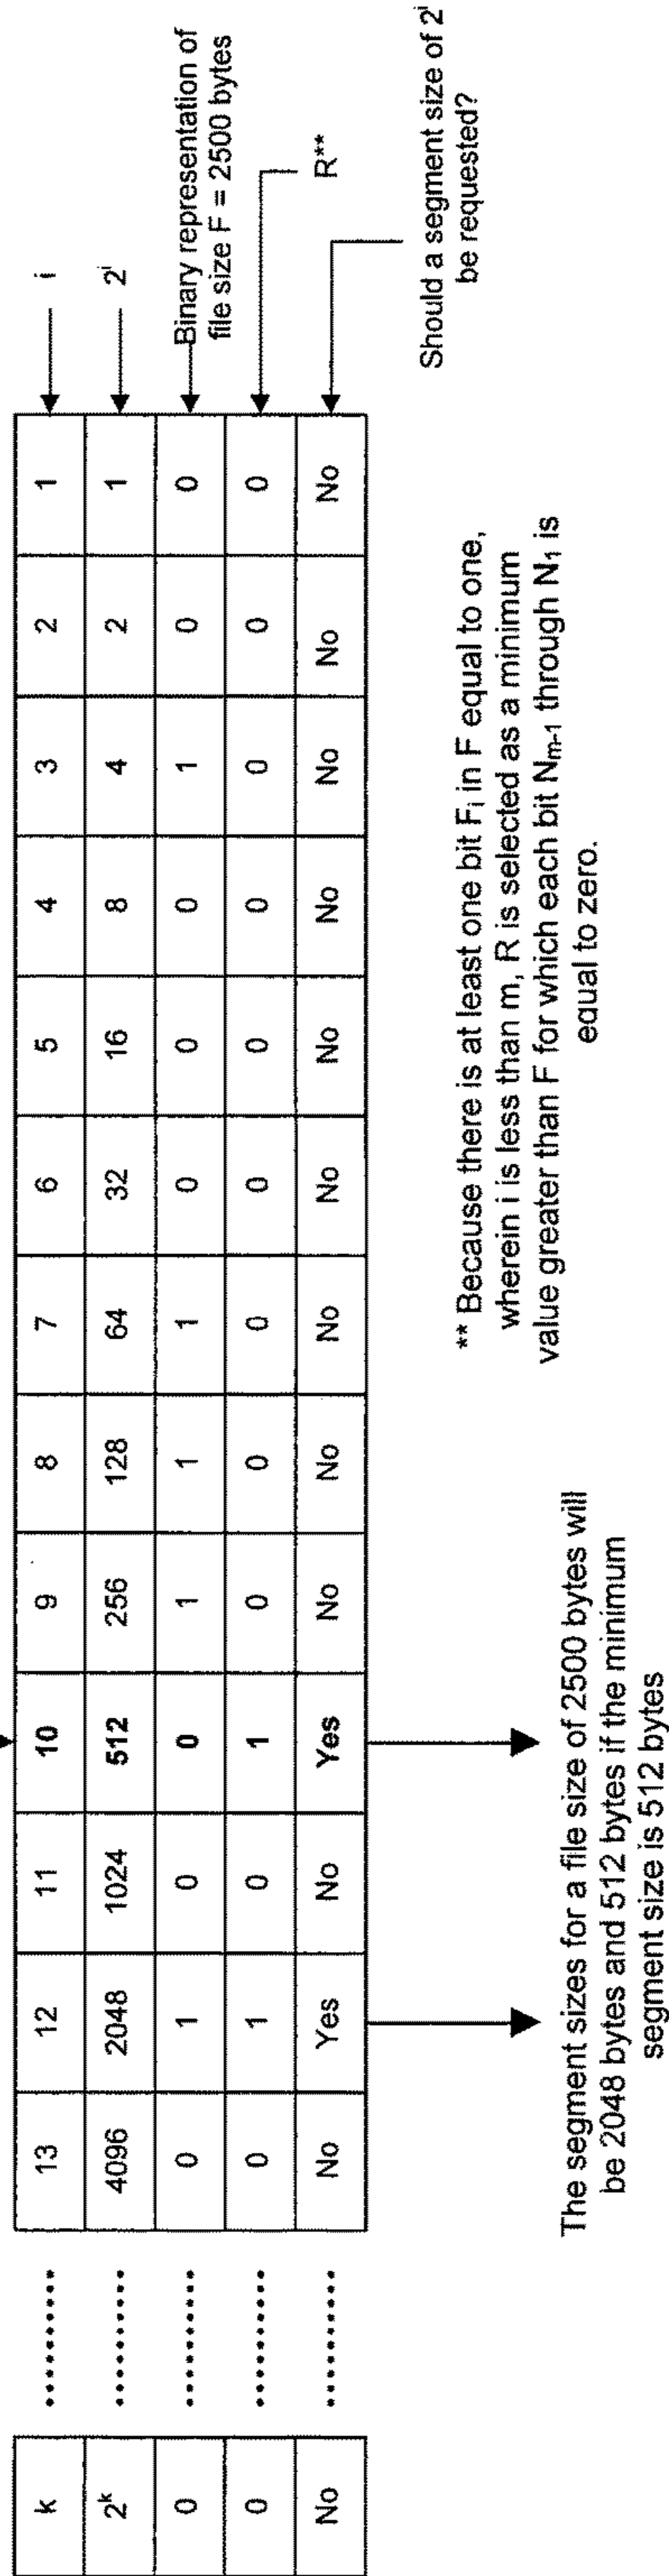 k .......... 13 12 11 10 9 8 7 6 5 4 3 2 1 i
2^k .......... 4096 2048 1024 512 256 128 64 32 16 8 4 2 1 2^i
0 .......... 0 1 0 0 1 1 1 0 0 0 1 0 0 Binary representation of
file size F = 2500 bytes
0 .......... 0 1 0 1 0 0 0 0 0 0 0 0 0 R**
No .......... No Yes No Yes No No No No No No No No No Should a segment size of 2^i
be requested?
The segment sizes for a file size of 2500 bytes will
be 2048 bytes and 512 bytes if the minimum
segment size is 512 bytes
** Because there is at least one bit F_i in F equal to one,
wherein i is less than m, R is selected as a minimum
value greater than F for which each bit N_m-1 through N_1 is
equal to zero.